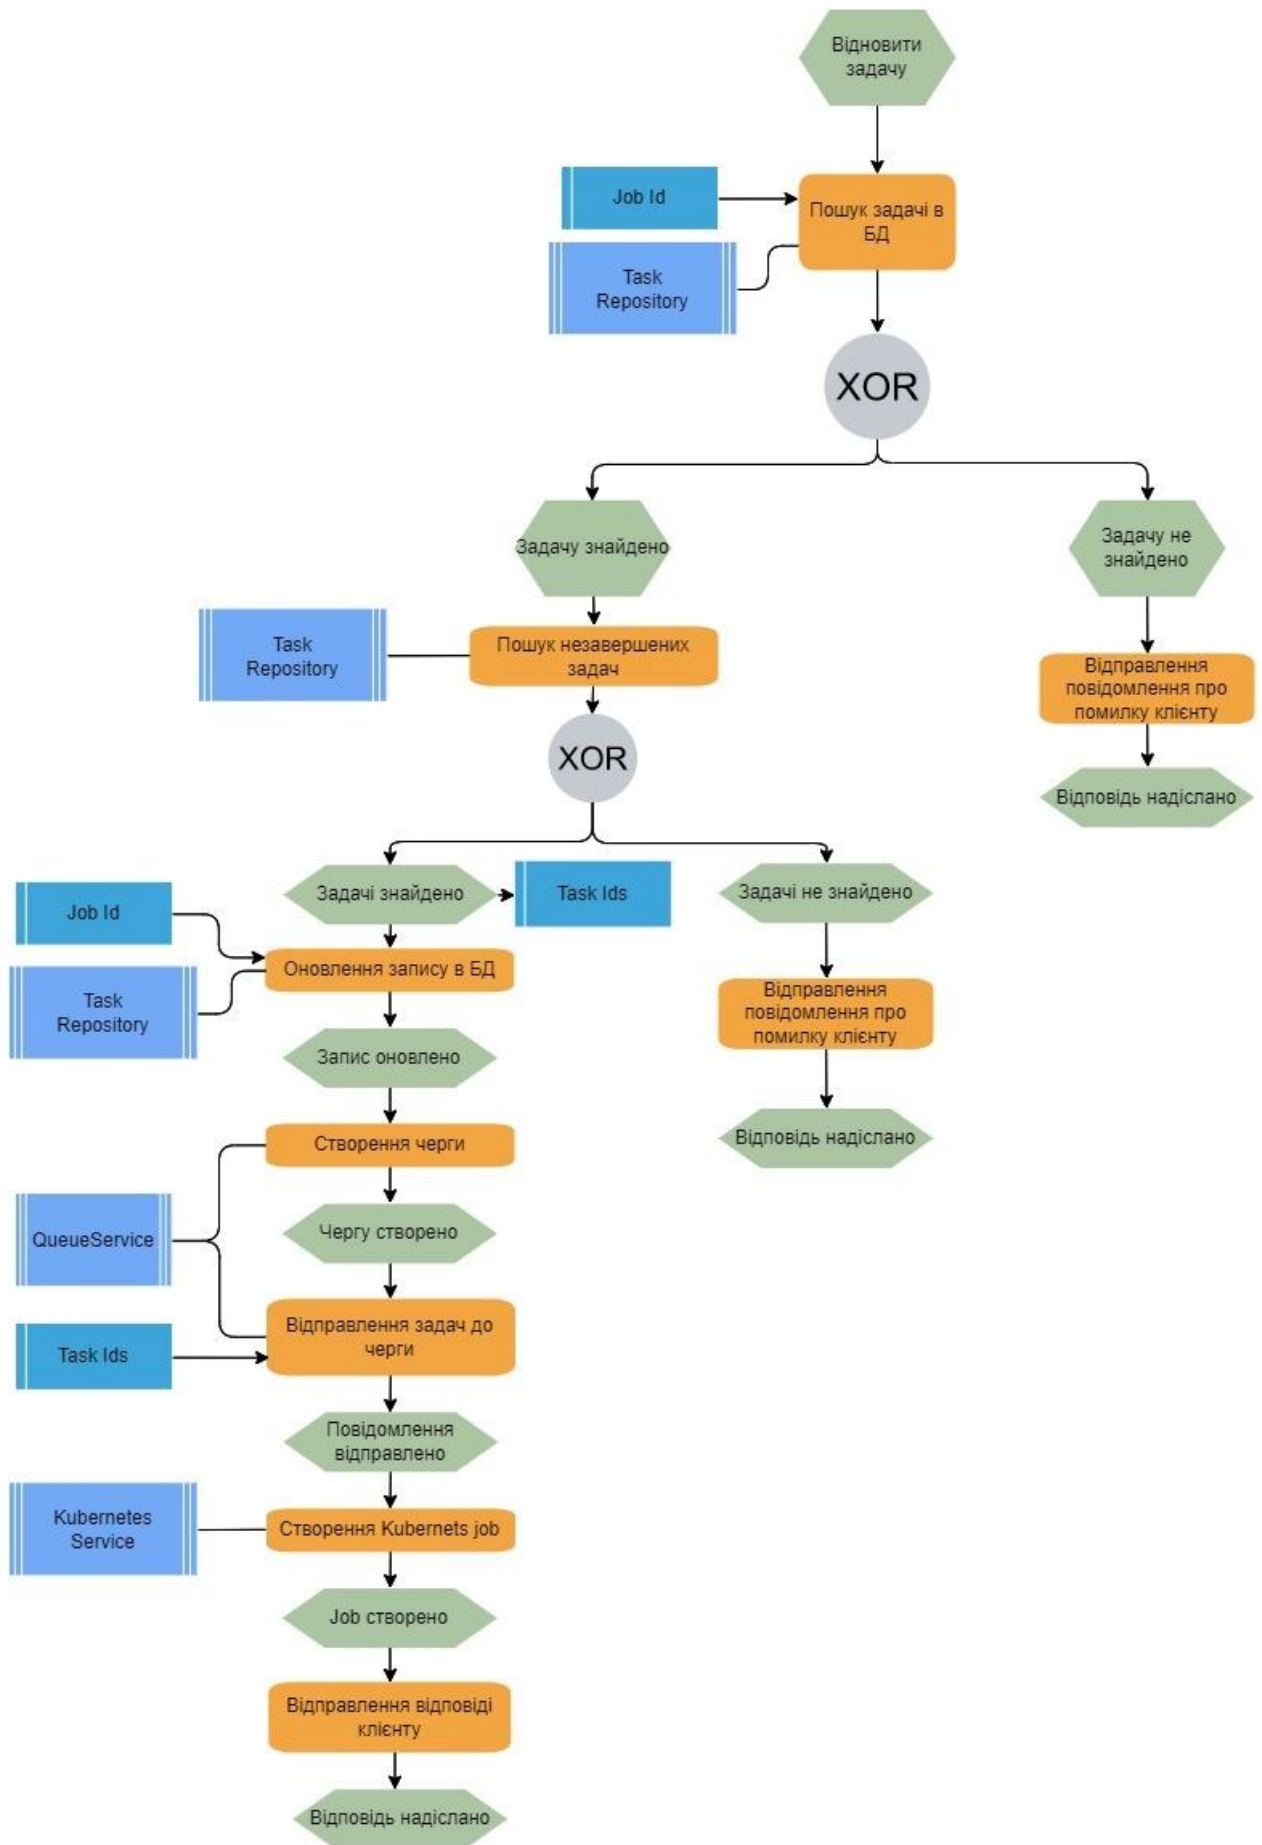 Відновити
задачу
Job Id
Пошук задачі в
БД
Task
Repository
XOR
Задачу знайдено
Задачу не
знайдено
Task
Repository
Пошук незавершених
задач
Відправлення
повідомлення про
помилку клієнту
XOR
Відповідь надіслано
Задачі знайдено
Task Ids
Задачі не знайдено
Job Id
Оновлення запису в БД
Task
Repository
Відправлення
повідомлення про
помилку клієнту
Запис оновлено
Створення черги
Відповідь надіслано
QueueService
Чергу створено
Відправлення задач до
черги
Task Ids
Повідомлення
відправлено
Kubernetes
Service
Створення Kubernets job
Job створено
Відправлення відповіді
клієнту
Відповідь надіслано